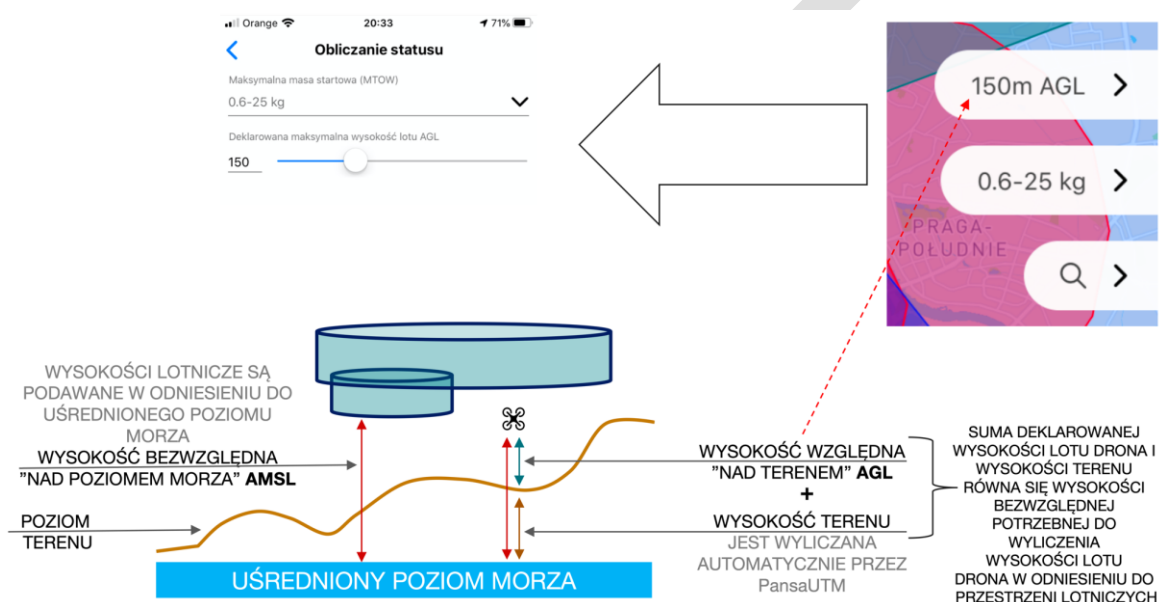 Orange
20:33
71%
Obliczanie statusu
Maksymalna masa startowa (MTOW)
0.6-25 kg
Deklarowana maksymalna wysokość lotu AGL
150
150m AGL
0.6-25 kg
PRAGA-
POŁUDNIE
WYSOKOŚCI LOTNICZE SĄ
PODAWANE W ODNIESIENIU DO
UŚREDNIONEGO POZIOMU
MORZA
WYSOKOŚĆ BEZWZGLĘDNA
"NAD POZIOMEM MORZA" AMSL
POZIOM
TERENU
UŚREDNIONY POZIOM MORZA
WYSOKOŚĆ WZGLĘDNA
"NAD TERENEM" AGL
+
WYSOKOŚĆ TERENU
JEST WYLICZANA
AUTOMATYCZNIE PRZEZ
PansaUTM
SUMA DEKLAROWANEJ
WYSOKOŚCI LOTU DRONA I
WYSOKOŚCI TERENU
RÓWNA SIĘ WYSOKOŚCI
BEZWZGLĘDNEJ
POTRZEBNEJ DO
WYLICZENIA
WYSOKOŚCI LOTU
DRONA W ODNIESIENIU DO
PRZESTRZENI LOTNICZYCH